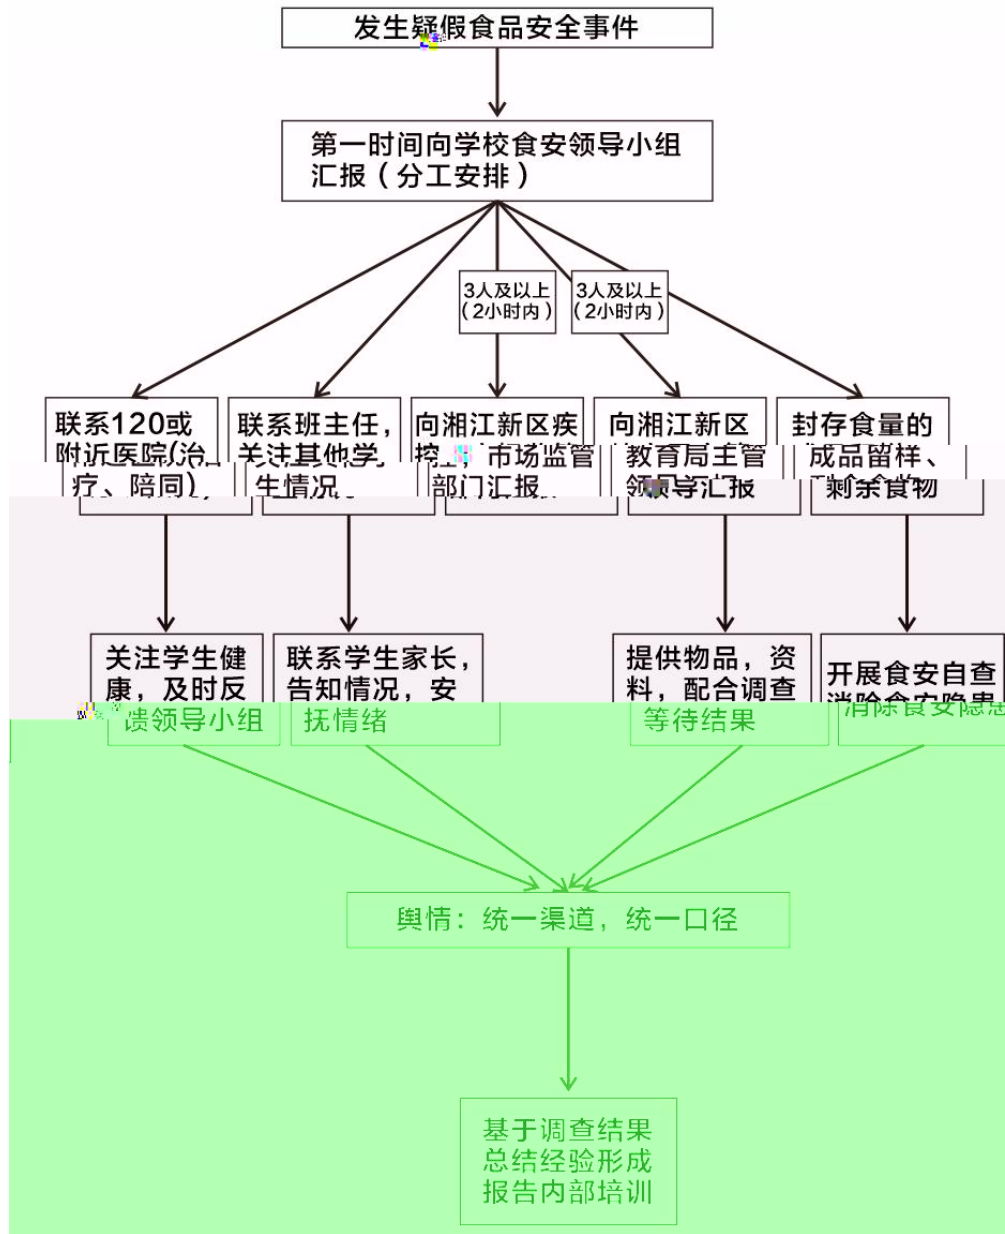 发生疑假食品安全事件
第一时间向学校食安领导小组
汇报（分工安排）
3人及以上
（2小时内）
3人及以上
（2小时内）
联系120或
附近医院(治
疗、陪同)
联系班主任，
关注其他学
生情况。
向湘江新区疾
控，市场监管
部门汇报
向湘江新区
教育局主管
领导汇报
封存食量的
成品留样、
剩余食物
关注学生健
康，及时反
馈领导小组
联系学生家长，
告知情况，安
抚情绪
提供物品，资
料，配合调查
等待结果
开展食安自查
消除食安隐患
舆情：统一渠道，统一口径
基于调查结果
总结经验形成
报告内部培训